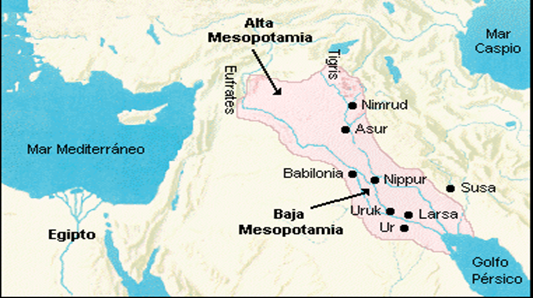 Alta
Mesopotamia
Mar
Caspio
Eufrates
Tigris
Nimrud
Asur
Mar Mediterráneo
Babilonia
Nippur
Susa
Baja
Mesopotamia
Uruk
Larsa
Ur
Egipto
Golfo
Pérsico